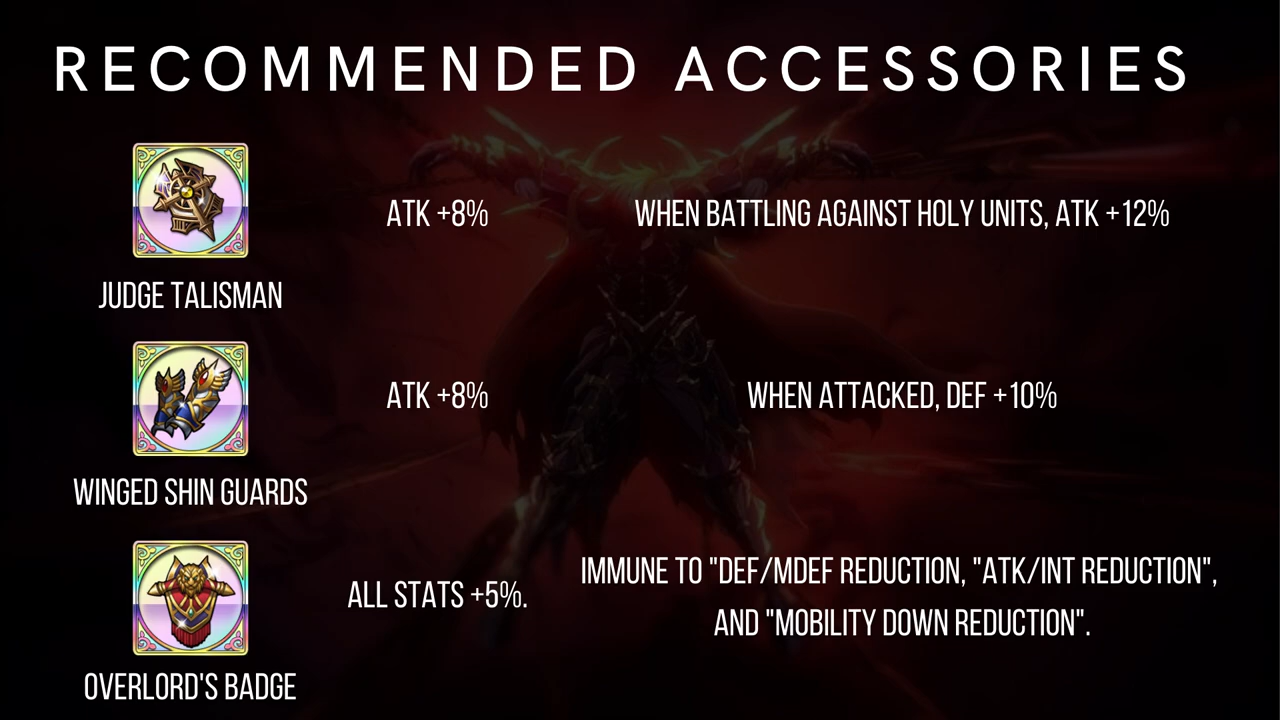 RECOMMENDED ACCESSORIES
ATK +8%
WHEN BATTLING AGAINST HOLY UNITS, ATK +12%
JUDGE TALISMAN
ATK +8%
WHEN ATTACKED, DEF +10%
WINGED SHIN GUARDS
ALL STATS +5%.
IMMUNE TO "DEF/MDEF REDUCTION, "ATK/INT REDUCTION",
AND "MOBILITY DOWN REDUCTION".
OVERLORD'S BADGE